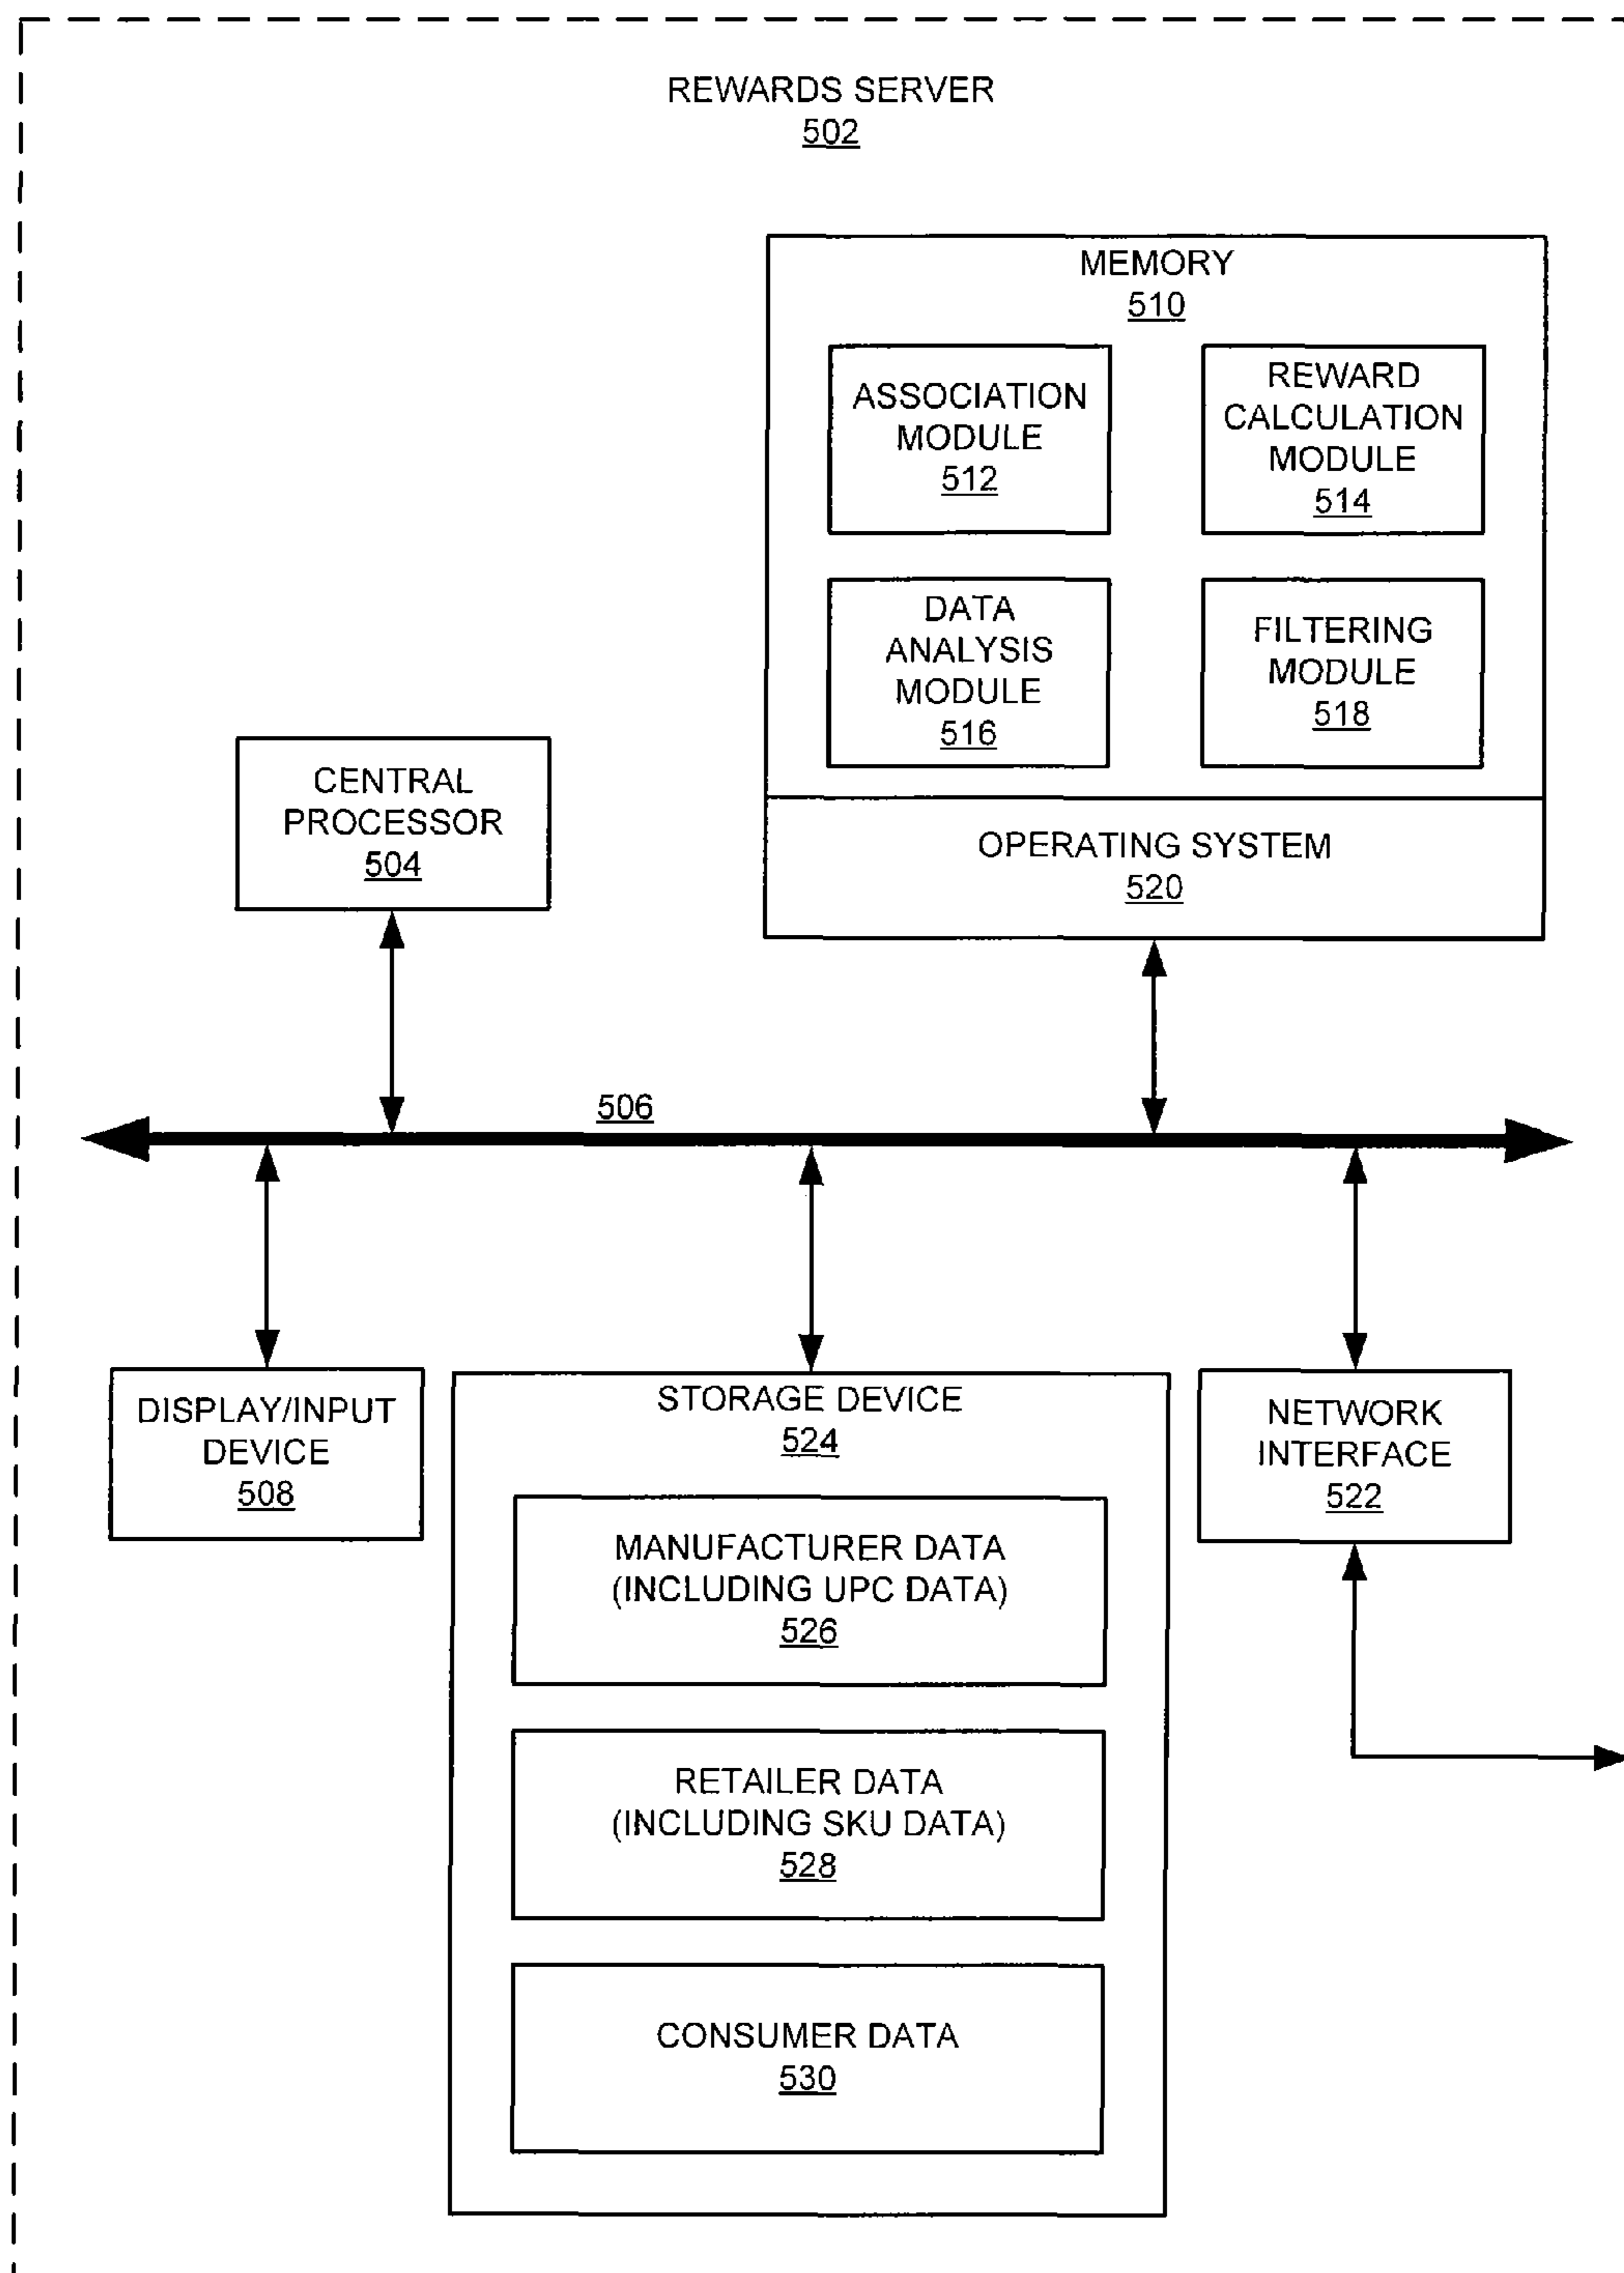 REWARDS SERVER
502
MEMORY
510
ASSOCIATION
MODULE
512
REWARD
CALCULATION
MODULE
514
DATA
ANALYSIS
MODULE
516
FILTERING
MODULE
518
CENTRAL
PROCESSOR
504
OPERATING SYSTEM
520
506
DISPLAY/INPUT
DEVICE
508
STORAGE DEVICE
524
MANUFACTURER DATA
(INCLUDING UPC DATA)
526
RETAILER DATA
(INCLUDING SKU DATA)
528
CONSUMER DATA
530
NETWORK
INTERFACE
522